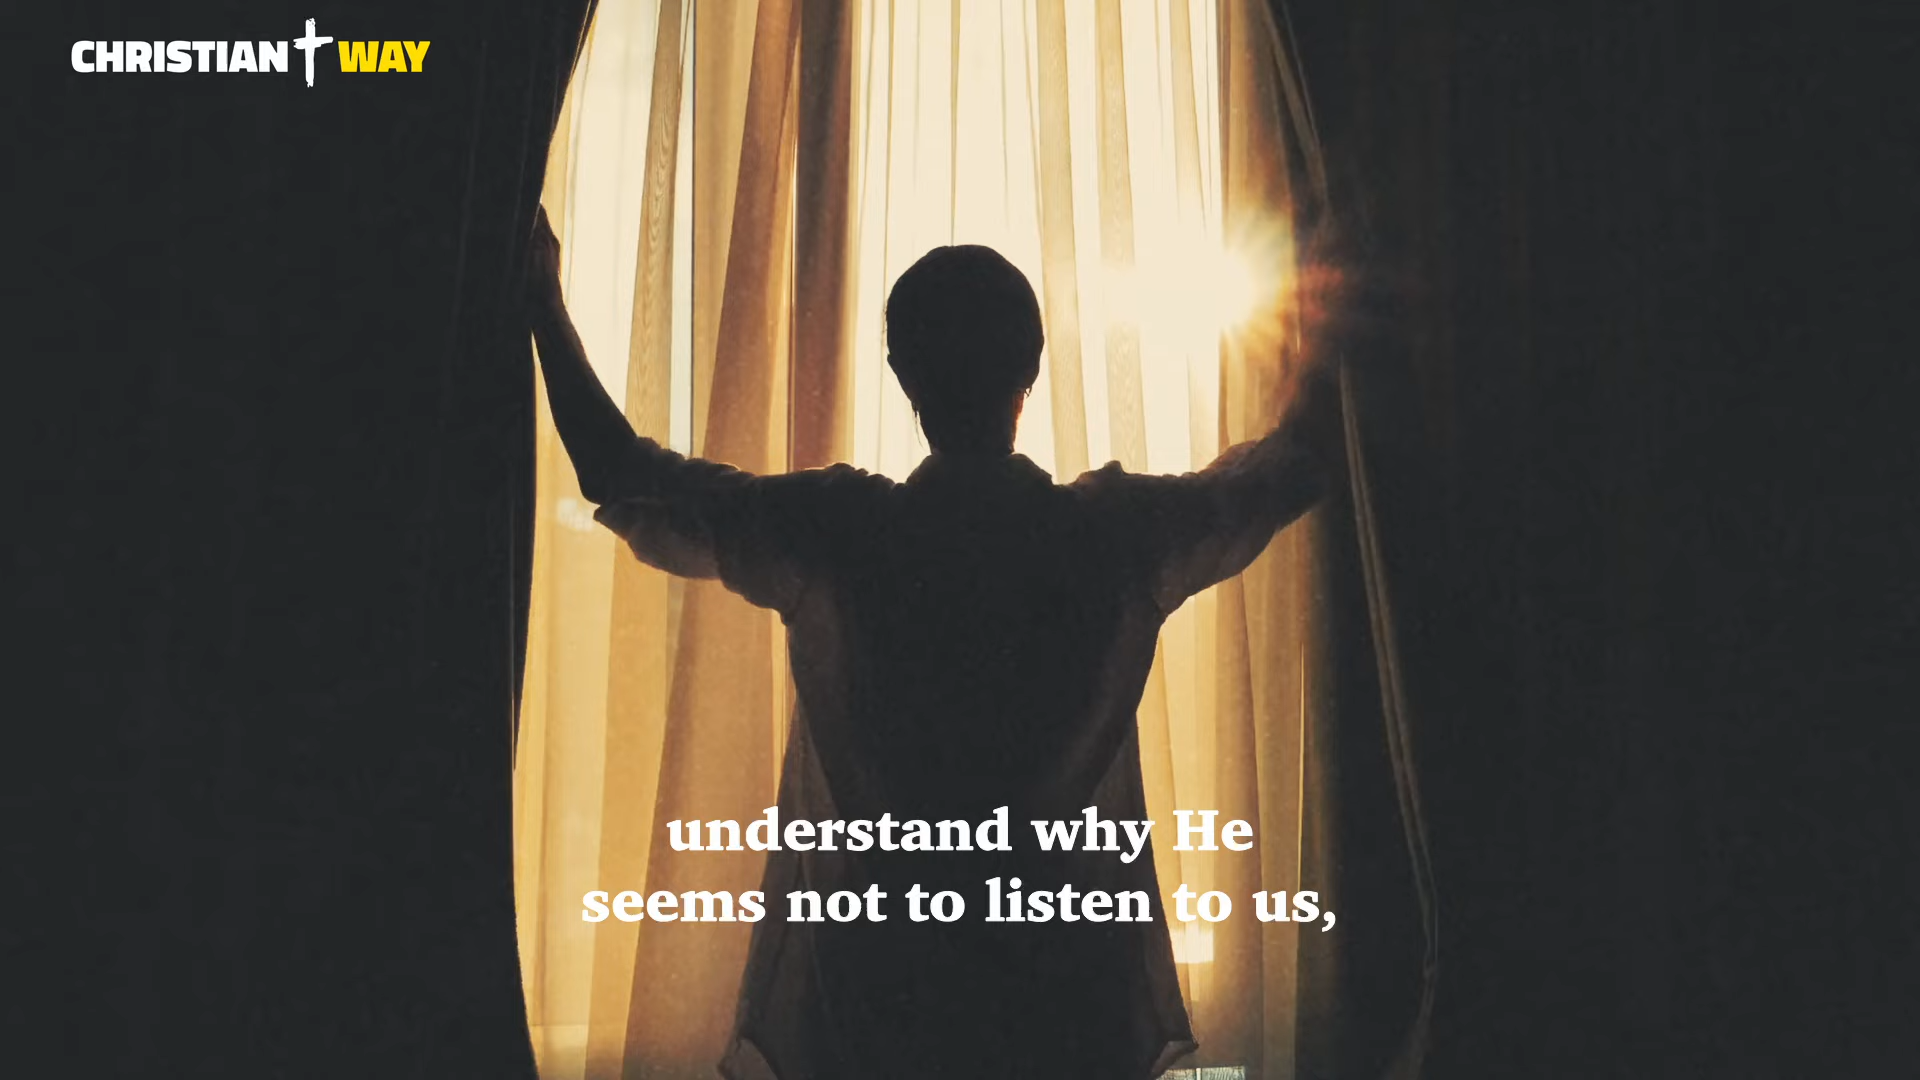 CHRISTIAN WAY
understand why He
seems not to listen to us,